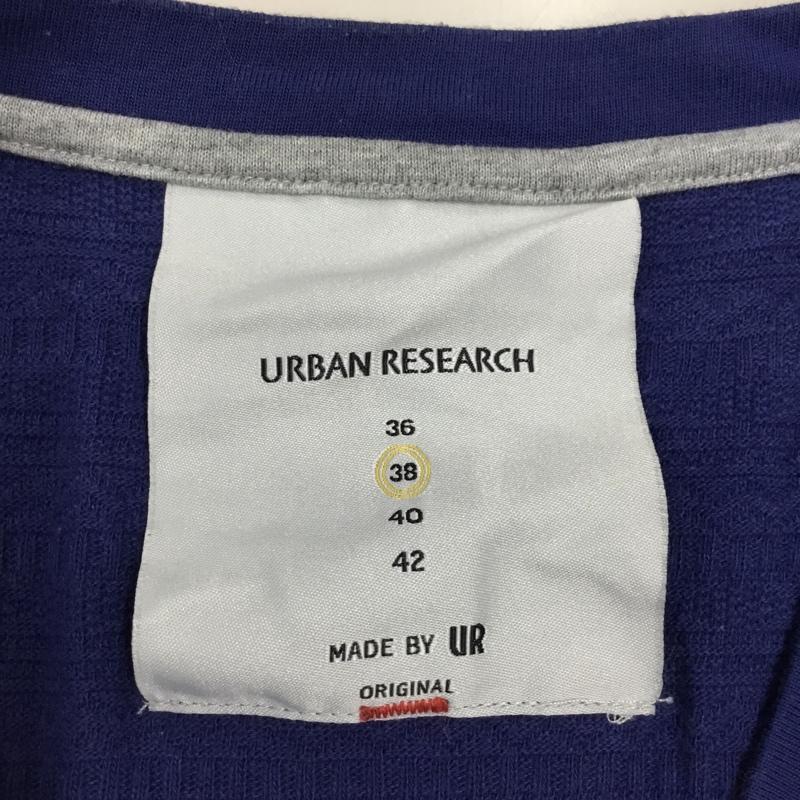 URBAN RESEARCH
36
38
40
42
MADE BY UR
ORIGINAL